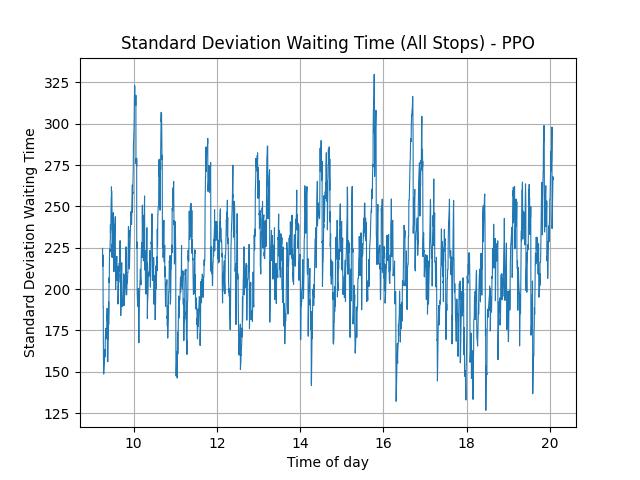 Standard Deviation Waiting Time (All Stops) - PPO
Standard Deviation Waiting Time
325
300
275
250
225
200
175
150
125
10 12 14 16 18 20
Time of day